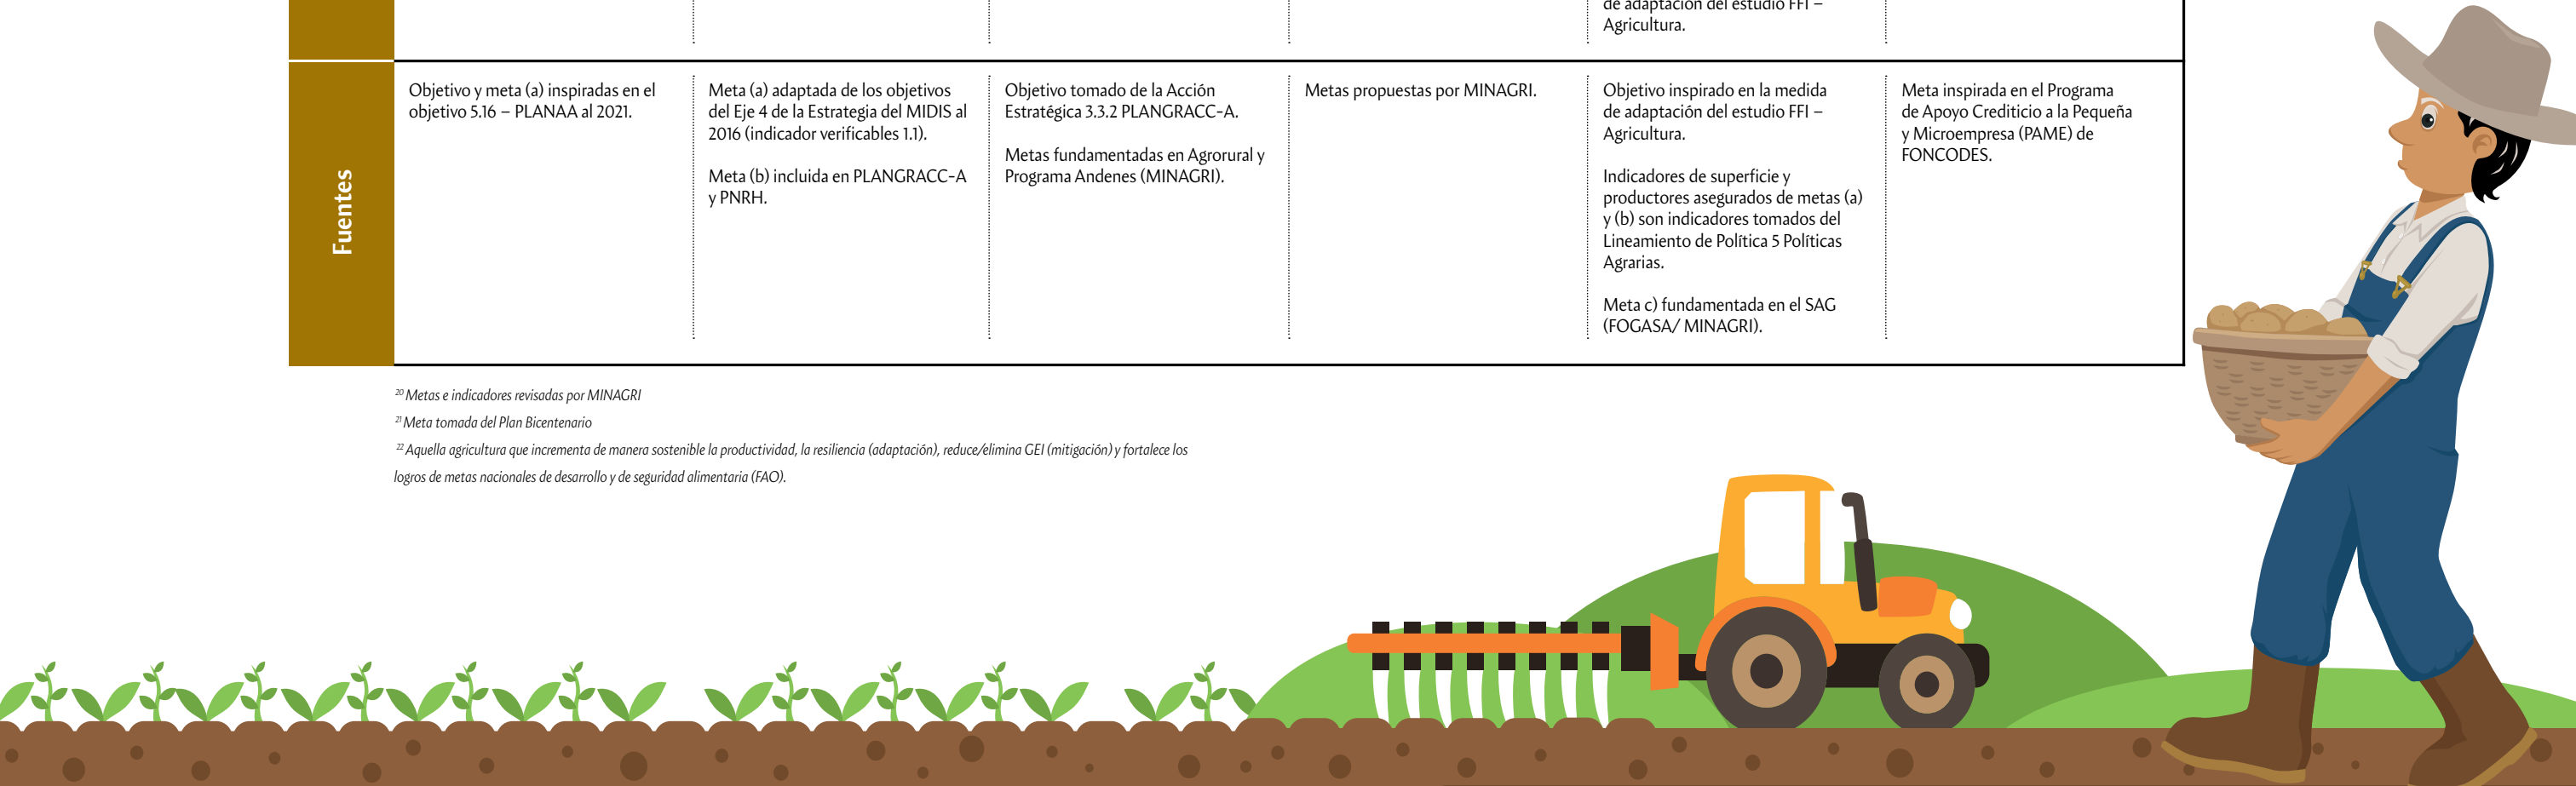 de adaptación del estudio FFI –
Agricultura.
Fuentes
Objetivo y meta (a) inspiradas en el
objetivo 5.16 – PLANAA al 2021.
Meta (a) adaptada de los objetivos
del Eje 4 de la Estrategia del MIDIS al
2016 (indicador verificables 1.1).
Meta (b) incluida en PLANGRACC-A
y PNRH.
Objetivo tomado de la Acción
Estratégica 3.3.2 PLANGRACC-A.
Metas fundamentadas en Agrorural y
Programa Andenes (MINAGRI).
Metas propuestas por MINAGRI.
Objetivo inspirado en la medida
de adaptación del estudio FFI –
Agricultura.
Indicadores de superficie y
productores asegurados de metas (a)
y (b) son indicadores tomados del
Lineamiento de Política 5 Políticas
Agrarias.
Meta c) fundamentada en el SAG
(FOGASA/ MINAGRI).
Meta inspirada en el Programa
de Apoyo Crediticio a la Pequeña
y Microempresa (PAME) de
FONCODES.
20 Metas e indicadores revisadas por MINAGRI
21 Meta tomada del Plan Bicentenario
22 Aquella agricultura que incrementa de manera sostenible la productividad, la resiliencia (adaptación), reduce/elimina GEI (mitigación) y fortalece los
logros de metas nacionales de desarrollo y de seguridad alimentaria (FAO).